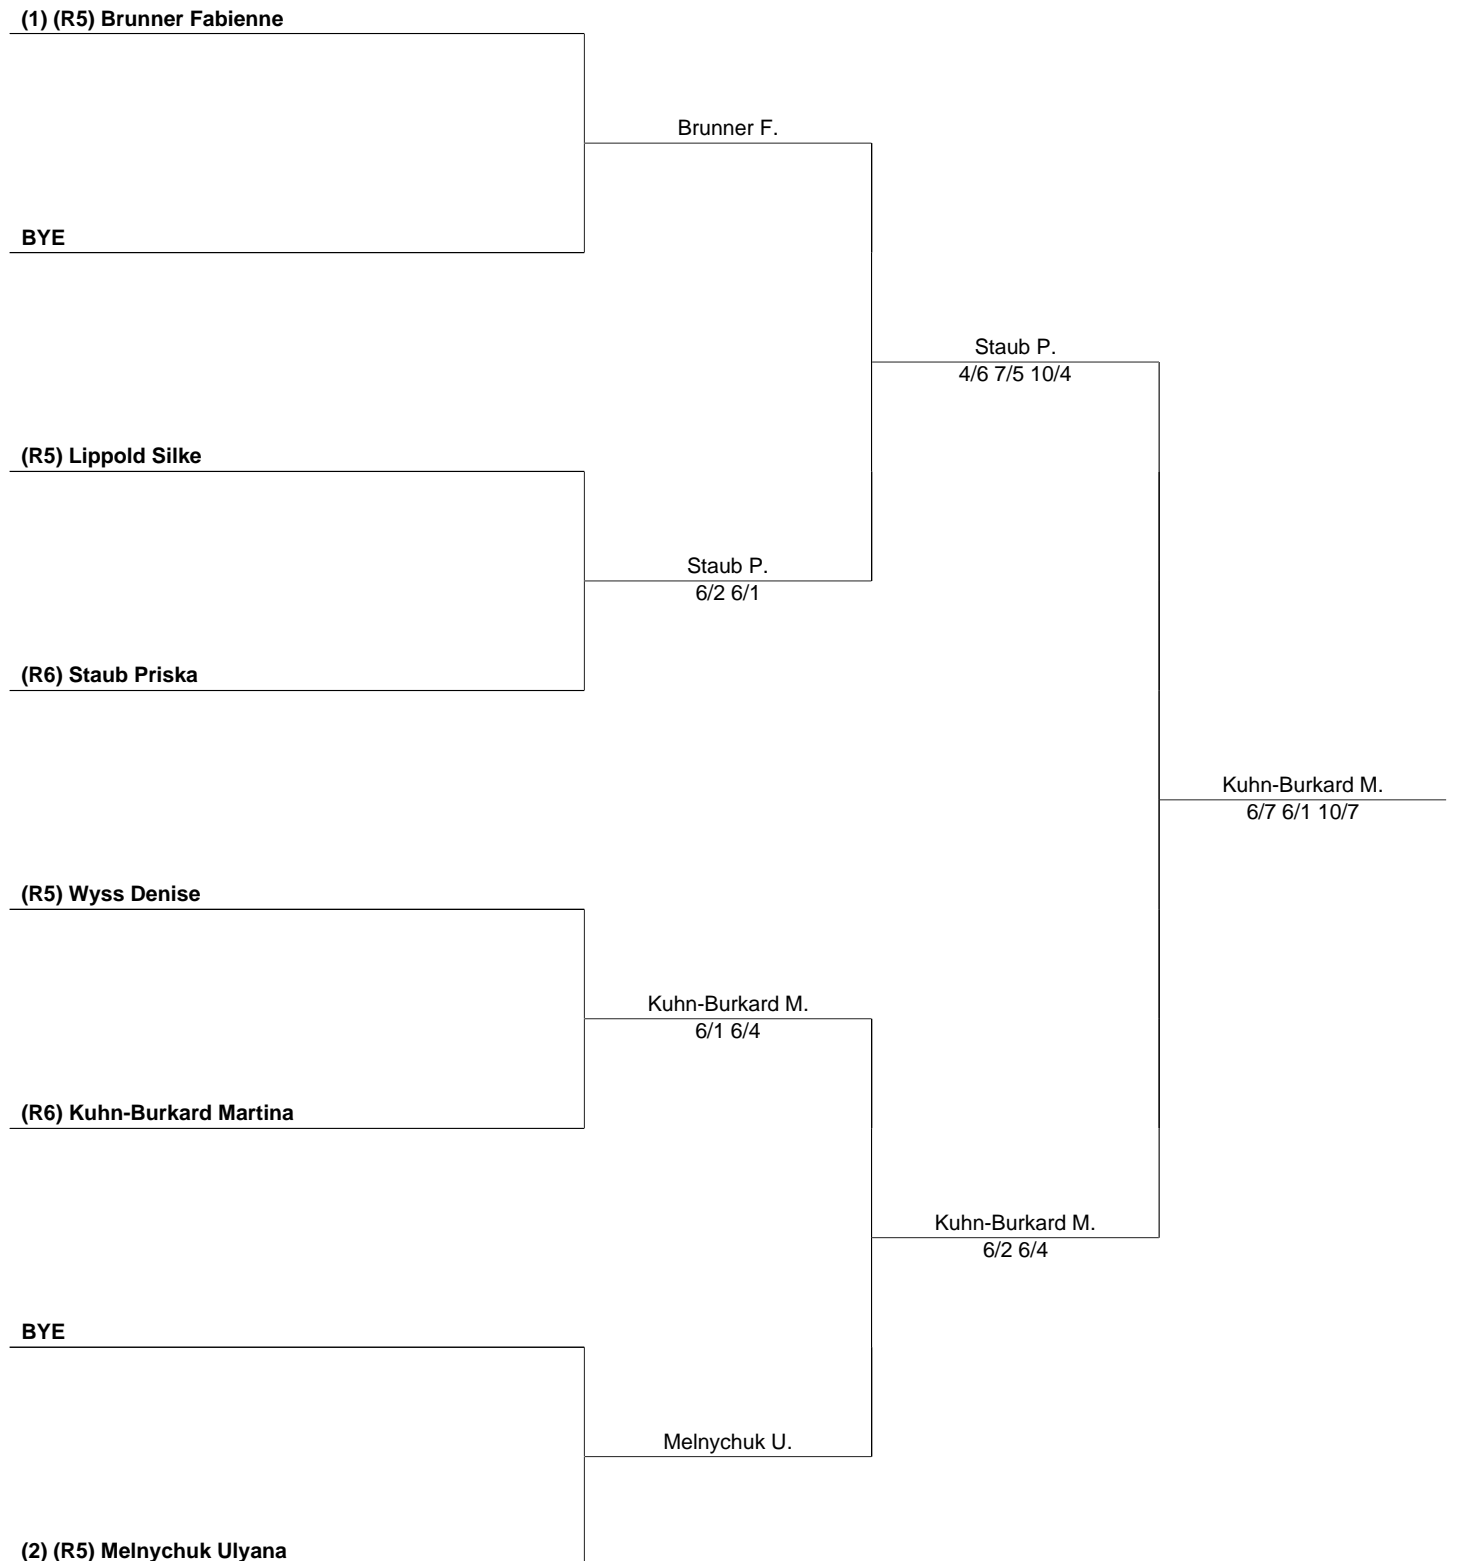 (1) (R5) Brunner Fabienne
Brunner F.
BYE
Staub P.
4/6 7/5 10/4
(R5) Lippold Silke
Staub P.
6/2 6/1
(R6) Staub Priska
Kuhn-Burkard M.
6/7 6/1 10/7
(R5) Wyss Denise
Kuhn-Burkard M.
6/1 6/4
(R6) Kuhn-Burkard Martina
Kuhn-Burkard M.
6/2 6/4
BYE
Melnychuk U.
(2) (R5) Melnychuk Ulyana